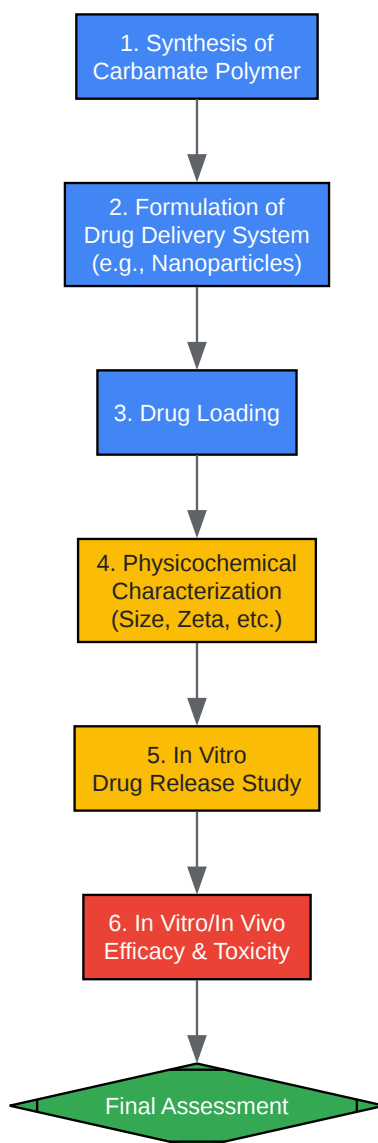 1. Synthesis of
Carbamate Polymer
2. Formulation of
Drug Delivery System
(e.g., Nanoparticles)
3. Drug Loading
4. Physicochemical
Characterization
(Size, Zeta, etc.)
5. In Vitro
Drug Release Study
6. In Vitro/In Vivo
Efficacy & Toxicity
Final Assessment